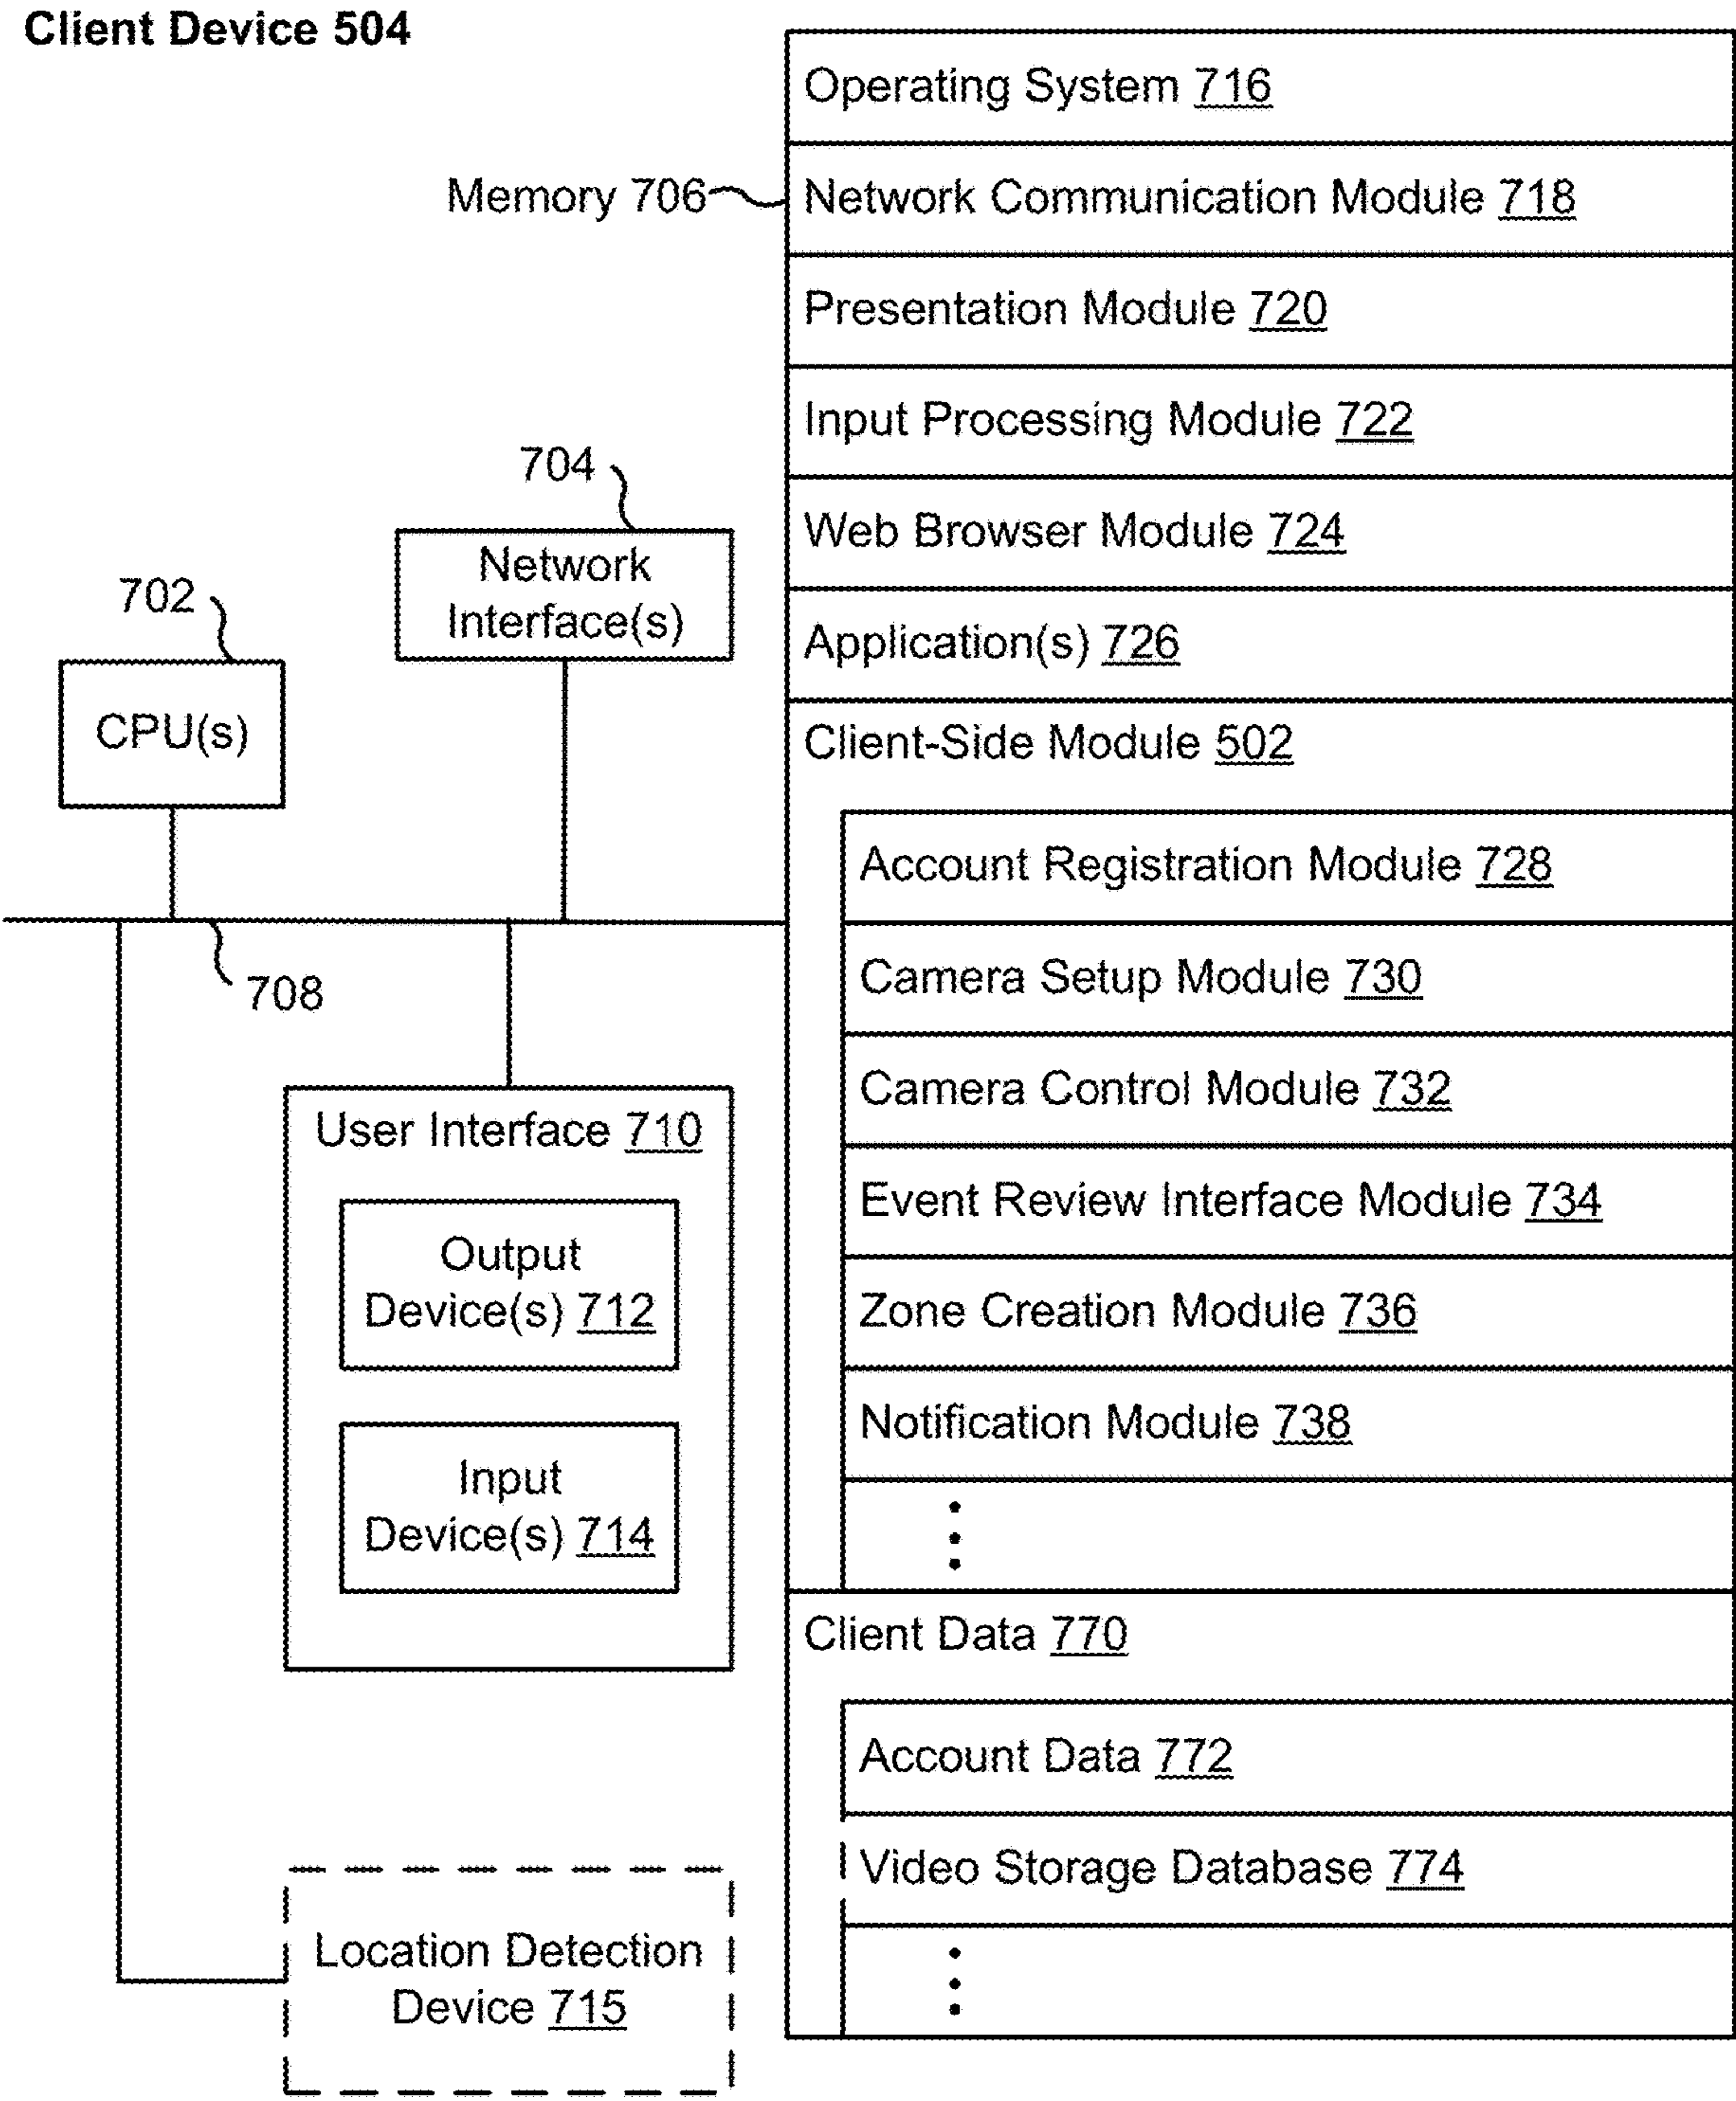 Client Device 504
Memory 706
704
Network
Interface(s)
702
CPU(s)
708
User Interface 710
Output
Device(s) 712
Input
Device(s) 714
Location Detection
Device 715
Operating System 716
Network Communication Module 718
Presentation Module 720
Input Processing Module 722
Web Browser Module 724
Application(s) 726
Client-Side Module 502
Account Registration Module 728
Camera Setup Module 730
Camera Control Module 732
Event Review Interface Module 734
Zone Creation Module 736
Notification Module 738
Client Data 770
Account Data 772
Video Storage Database 774